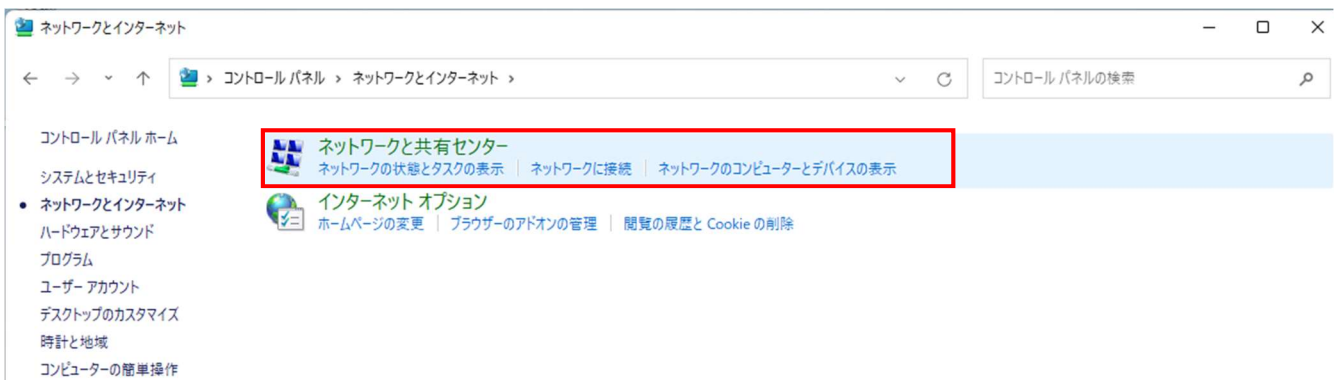 ネットワークとインターネット
コントロール パネル › ネットワークとインターネット ›
コントロール パネルの検索
コントロール パネル ホーム
システムとセキュリティ
ネットワークとインターネット
ハードウェアとサウンド
プログラム
ユーザー アカウント
デスクトップのカスタマイズ
時計と地域
コンピューターの簡単操作
ネットワークと共有センター
ネットワークの状態とタスクの表示 | ネットワークに接続 | ネットワークのコンピューターとデバイスの表示
インターネット オプション
ホームページの変更 | ブラウザーのアドオンの管理 | 閲覧の履歴と Cookie の削除